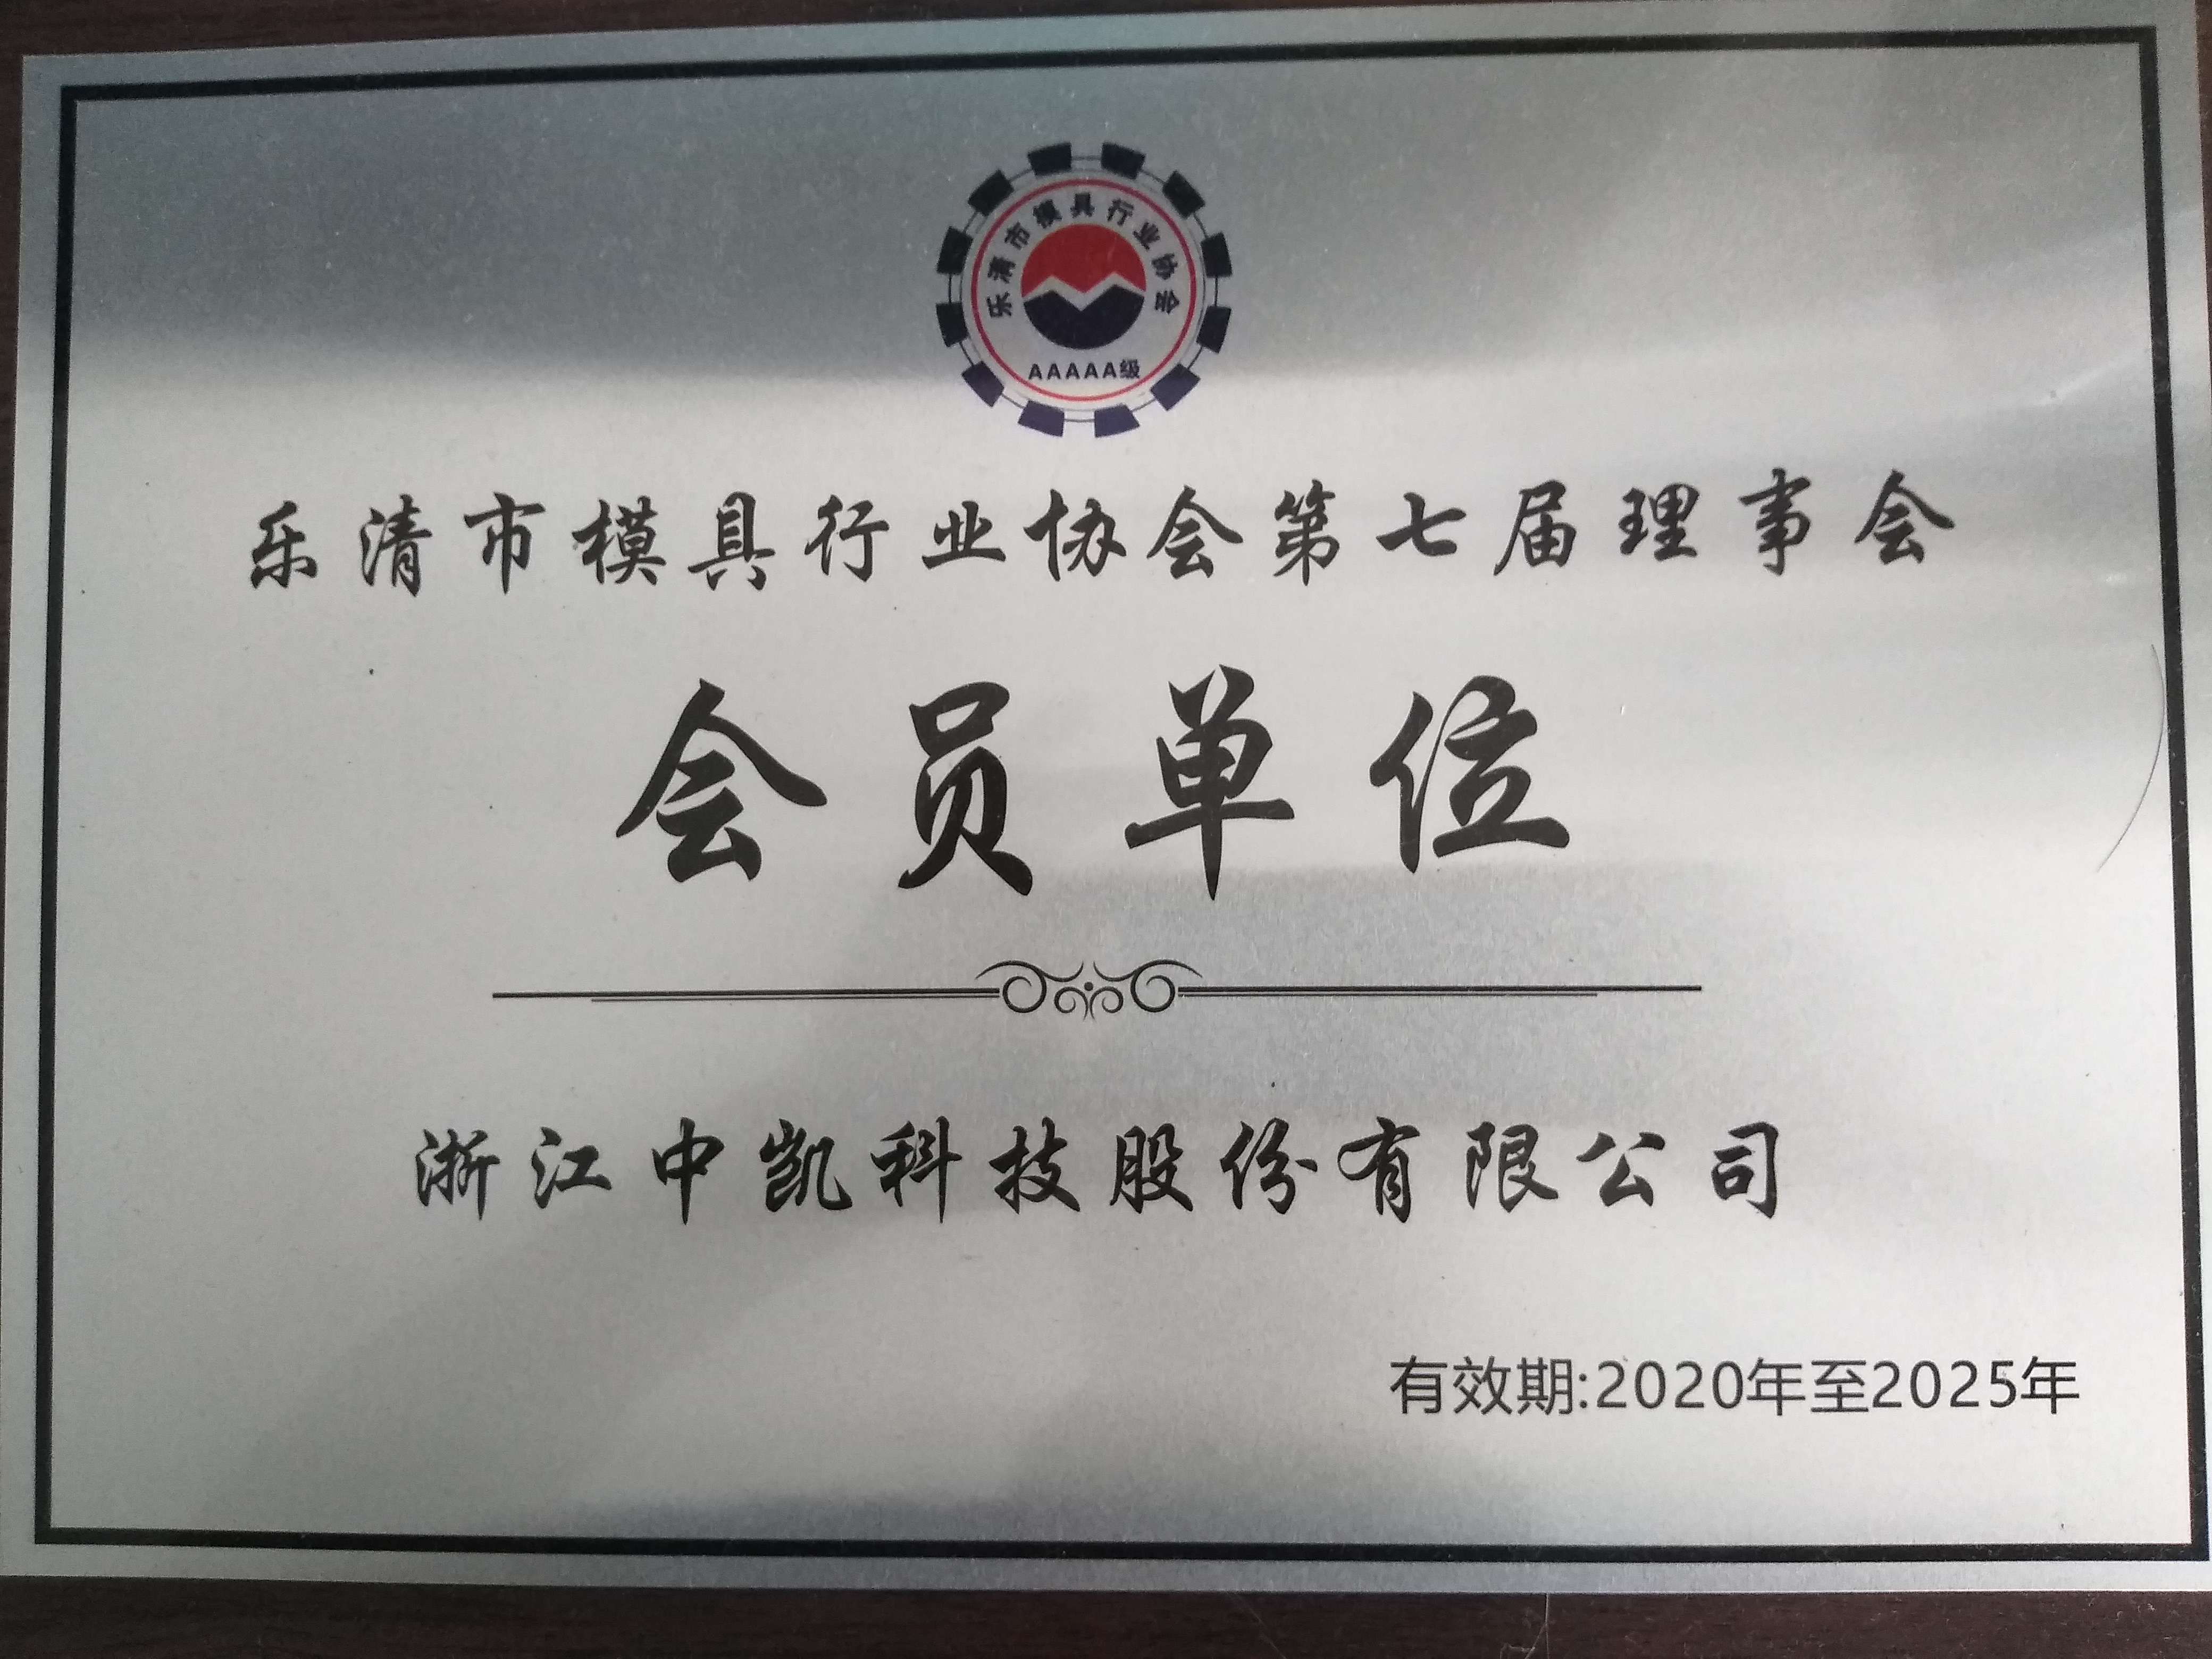 乐清市模具行业协会
AAAAA级
乐清市模具行业协会第七届理事会
会员单位
浙江中凯科技股份有限公司
有效期:2020年至2025年